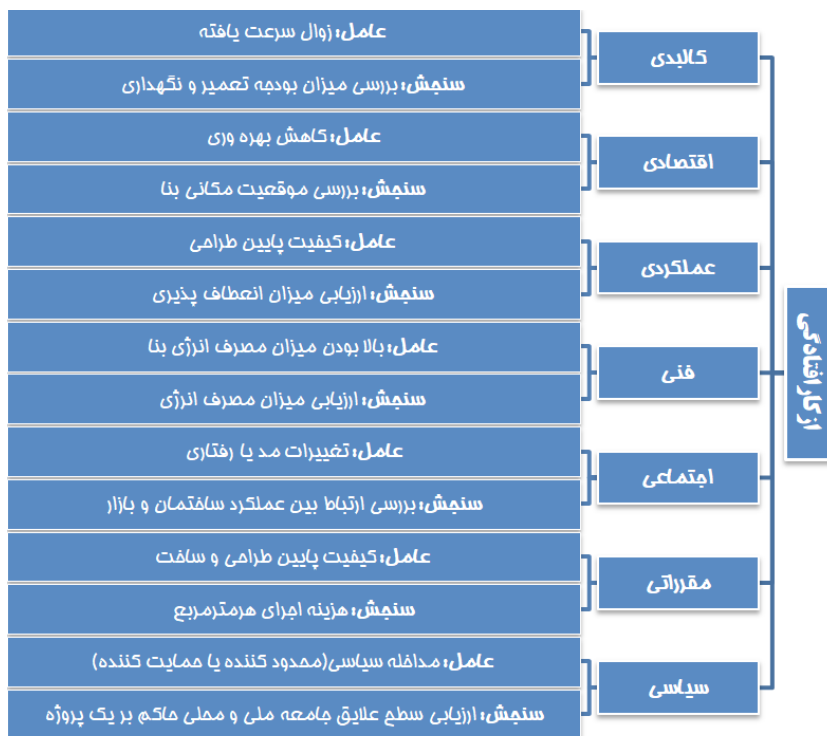 از کار افتادگی
کالبدی
عامل: زوال سرعت یافته
سنجش: بررسی میزان بودجه تعمیر و نگهداری
اقتصادی
عامل: کاهش بهره وری
سنجش: بررسی موقعیت مکانی بنا
عملکردی
عامل: کیفیت پایین طراحی
سنجش: ارزیابی میزان انعطاف پذیری
فنی
عامل: بالا بودن میزان مصرف انرژی بنا
سنجش: ارزیابی میزان مصرف انرژی
اجتماعی
عامل: تغییرات مد یا رفتاری
سنجش: بررسی ارتباط بین عملکرد ساختمان و بازار
مقرراتی
عامل: کیفیت پایین طراحی و ساخت
سنجش: هزینه اجرای هرمترمربع
سیاسی
عامل: مداخله سیاسی(محدود کننده یا حمایت کننده)
سنجش: ارزیابی سطح علایق جامعه ملی و محلی حاکم بر یک پروژه